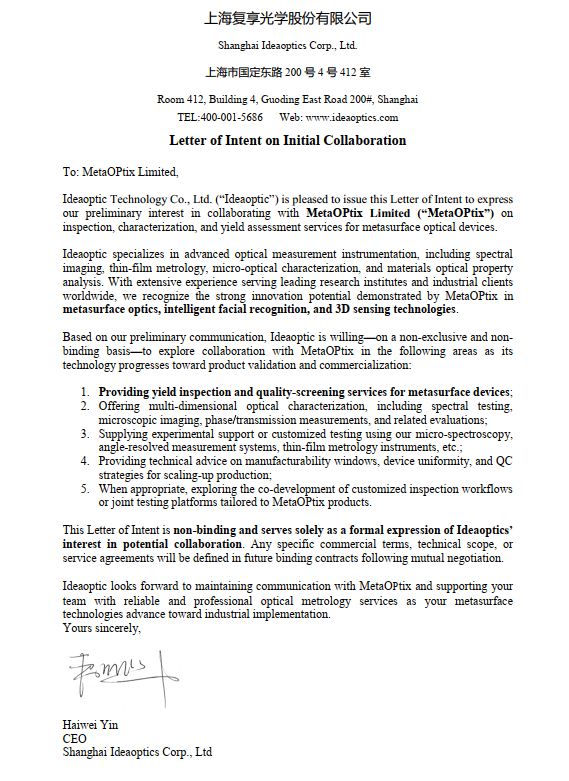 上海复享光学股份有限公司
Shanghai Ideaoptics Corp., Ltd.
上海市国定东路 200 号 4 号 412 室
Room 412, Building 4, Guoding East Road 200#, Shanghai
TEL:400-001-5686 Web: www.ideaoptics.com
Letter of Intent on Initial Collaboration
To: MetaOPtix Limited,
Ideaoptic Technology Co., Ltd. (“Ideaoptic”) is pleased to issue this Letter of Intent to express
our preliminary interest in collaborating with MetaOPtix Limited (“MetaOPtix”) on
inspection, characterization, and yield assessment services for metasurface optical devices.
Ideaoptic specializes in advanced optical measurement instrumentation, including spectral
imaging, thin-film metrology, micro-optical characterization, and materials optical property
analysis. With extensive experience serving leading research institutes and industrial clients
worldwide, we recognize the strong innovation potential demonstrated by MetaOPtix in
metasurface optics, intelligent facial recognition, and 3D sensing technologies.
Based on our preliminary communication, Ideaoptic is willing—on a non-exclusive and non-
binding basis—to explore collaboration with MetaOPtix in the following areas as its
technology progresses toward product validation and commercialization:
1. Providing yield inspection and quality-screening services for metasurface devices;
2. Offering multi-dimensional optical characterization, including spectral testing,
microscopic imaging, phase/transmission measurements, and related evaluations;
3. Supplying experimental support or customized testing using our micro-spectroscopy,
angle-resolved measurement systems, thin-film metrology instruments, etc.;
4. Providing technical advice on manufacturability windows, device uniformity, and QC
strategies for scaling-up production;
5. When appropriate, exploring the co-development of customized inspection workflows
or joint testing platforms tailored to MetaOPtix products.
This Letter of Intent is non-binding and serves solely as a formal expression of Ideaoptics’
interest in potential collaboration. Any specific commercial terms, technical scope, or
service agreements will be defined in future binding contracts following mutual negotiation.
Ideaoptic looks forward to maintaining communication with MetaOPtix and supporting your
team with reliable and professional optical metrology services as your metasurface
technologies advance toward industrial implementation.
Yours sincerely,
Haiwei Yin
CEO
Shanghai Ideaoptics Corp., Ltd